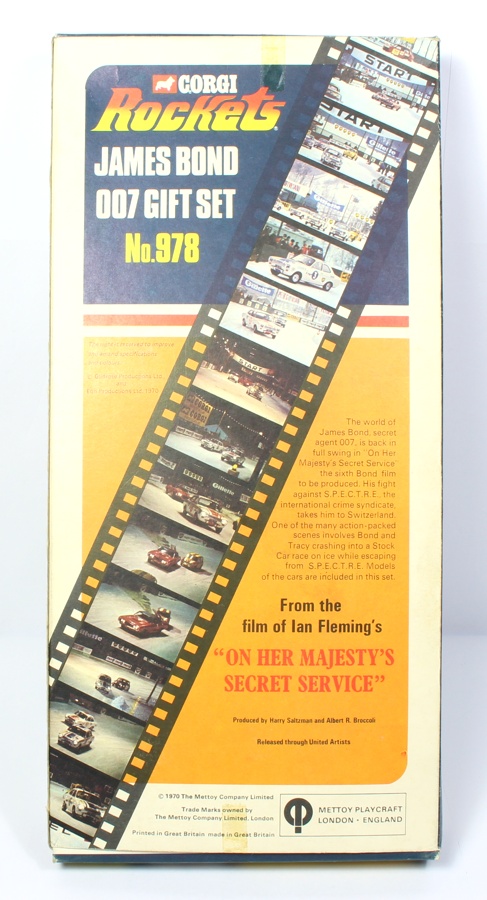 CORGI
Rockets
JAMES BOND
007 GIFT SET
No.978
START
START
Gillette
Gillette
START
Gillette
The world of
James Bond, secret
agent 007, is back in
full swing in "On Her
Majesty's Secret Service"
the sixth Bond film
to be produced. His fight
against S.P.E.C.T.R.E., the
international crime syndicate,
takes him to Switzerland.
One of the many action-packed
scenes involves Bond and
Tracy crashing into a Stock
Car race on ice while escaping
from S.P.E.C.T.R.E. Models
of the cars are included in this set.
From the
film of Ian Fleming's
"ON HER MAJESTY'S
SECRET SERVICE"
Produced by Harry Saltzman and Albert R. Broccoli
Released through United Artists
© 1970 The Mettoy Company Limited
Trade Marks owned by
The Mettoy Company Limited. London
Printed in Great Britain made in Great Britain
METTOY PLAYCRAFT
LONDON · ENGLAND